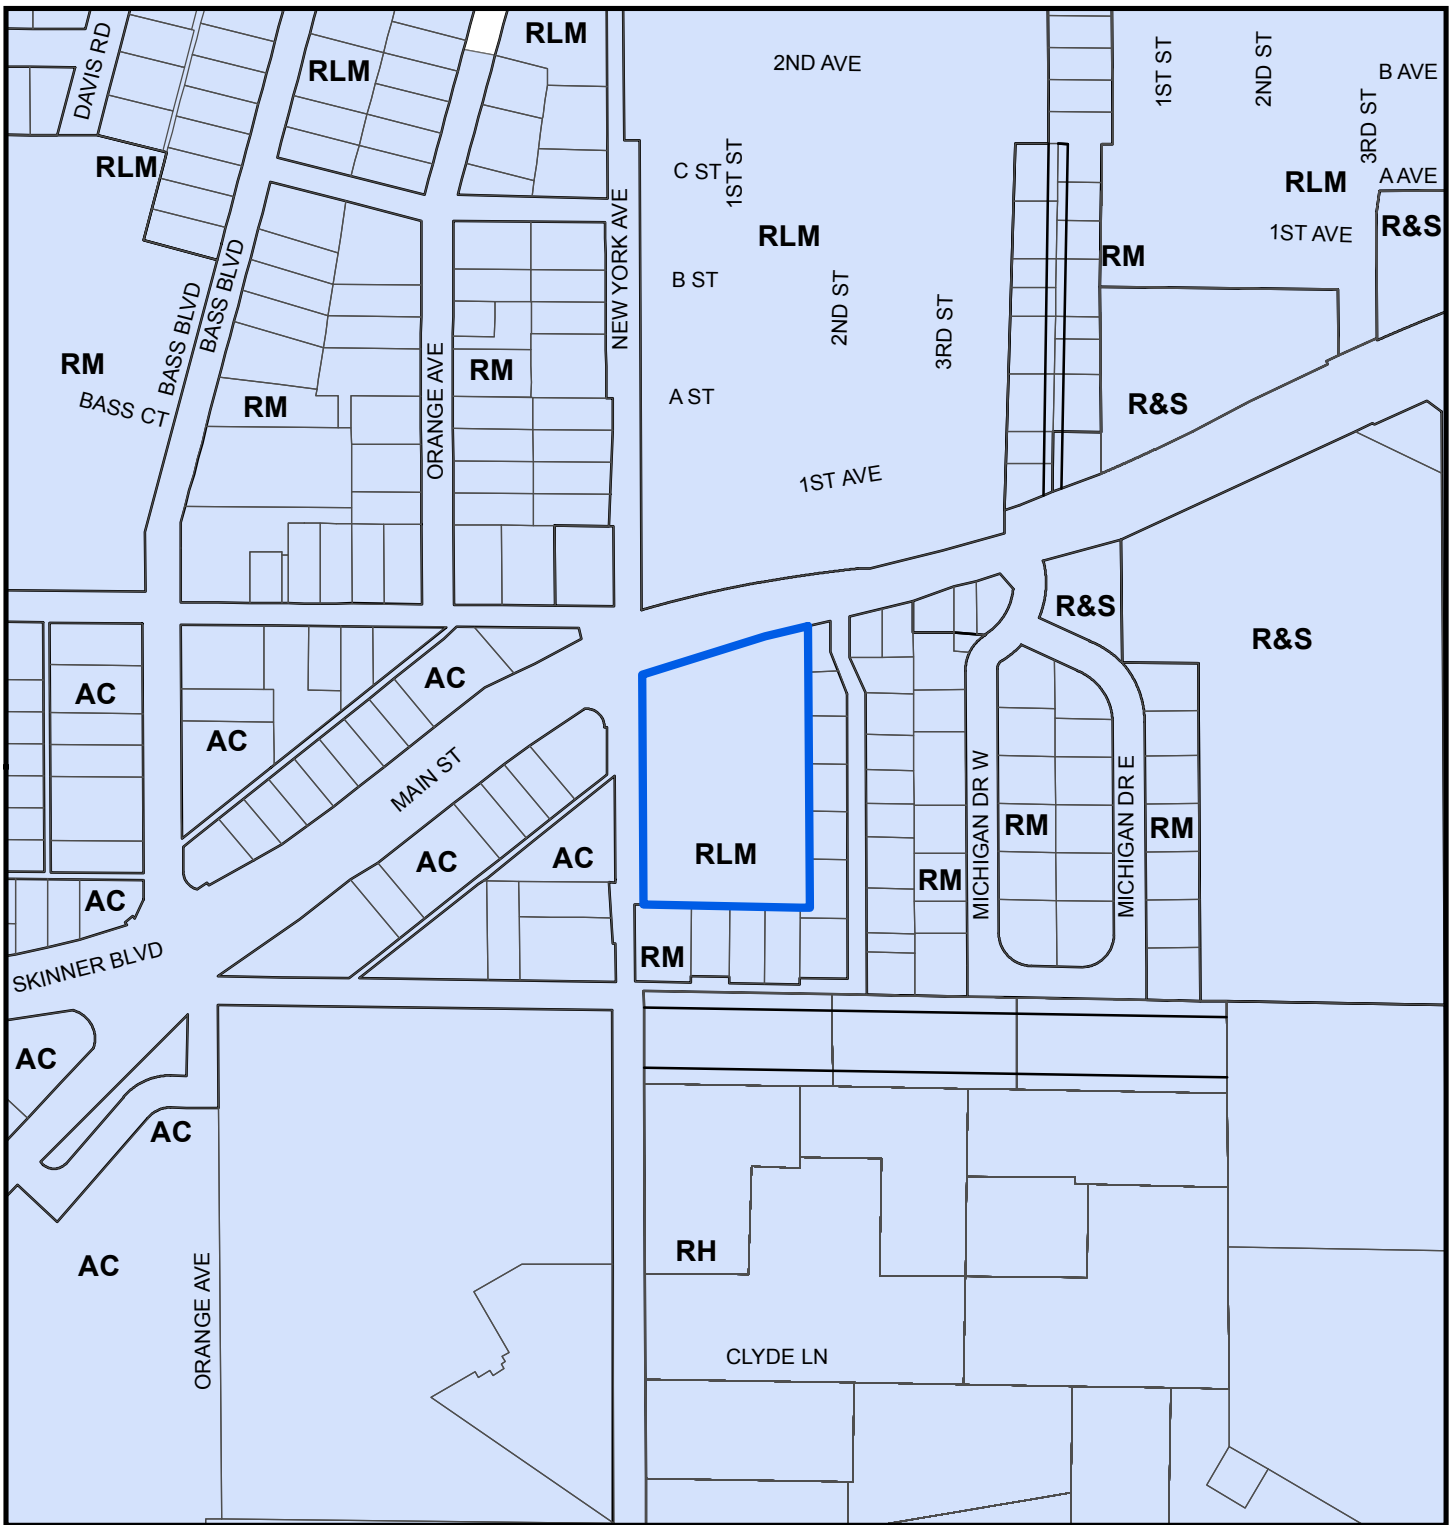 RLM
DAVIS RD
RLM
2ND AVE
1ST ST
2ND ST
B AVE
3RD ST
RLM
C ST
1ST ST
RLM
A AVE
NEW YORK AVE
RLM
1ST AVE
R&S
RM
BASS BLVD
BASS BLVD
B ST
2ND ST
3RD ST
RM
ORANGE AVE
RM
BASS CT
RM
A ST
R&S
1ST AVE
R&S
R&S
AC
AC
AC
MAIN ST
MICHIGAN DR W
MICHIGAN DR E
RM
RM
AC
AC
RLM
RM
AC
RM
SKINNER BLVD
AC
AC
AC
RH
ORANGE AVE
CLYDE LN